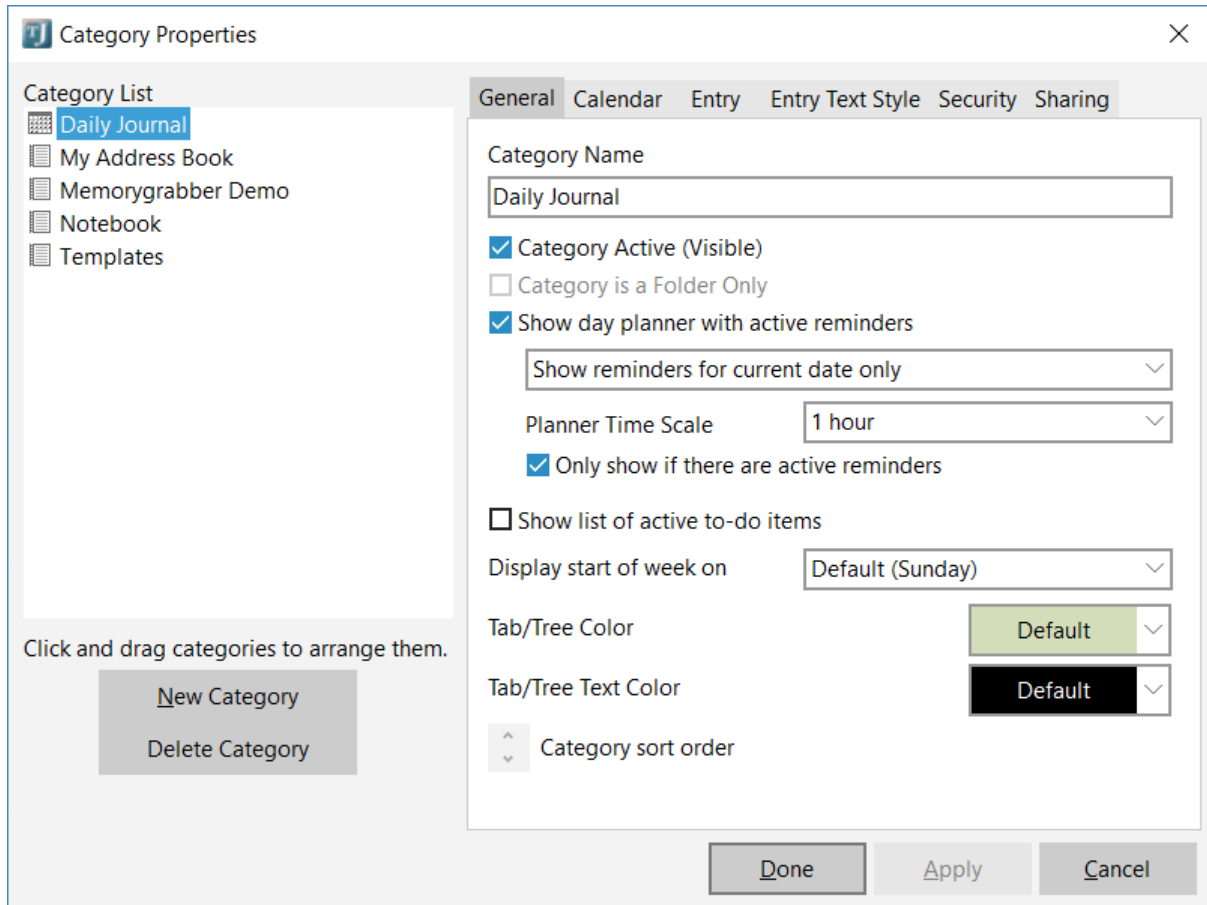 TJ Category Properties
Category List
Daily Journal
My Address Book
Memorygrabber Demo
Notebook
Templates
Click and drag categories to arrange them.
New Category
Delete Category
General Calendar Entry Entry Text Style Security Sharing
Category Name
Daily Journal
Category Active (Visible)
Category is a Folder Only
Show day planner with active reminders
Show reminders for current date only
Planner Time Scale 1 hour
Only show if there are active reminders
Show list of active to-do items
Display start of week on Default (Sunday)
Tab/Tree Color Default
Tab/Tree Text Color Default
Category sort order
Done Apply Cancel